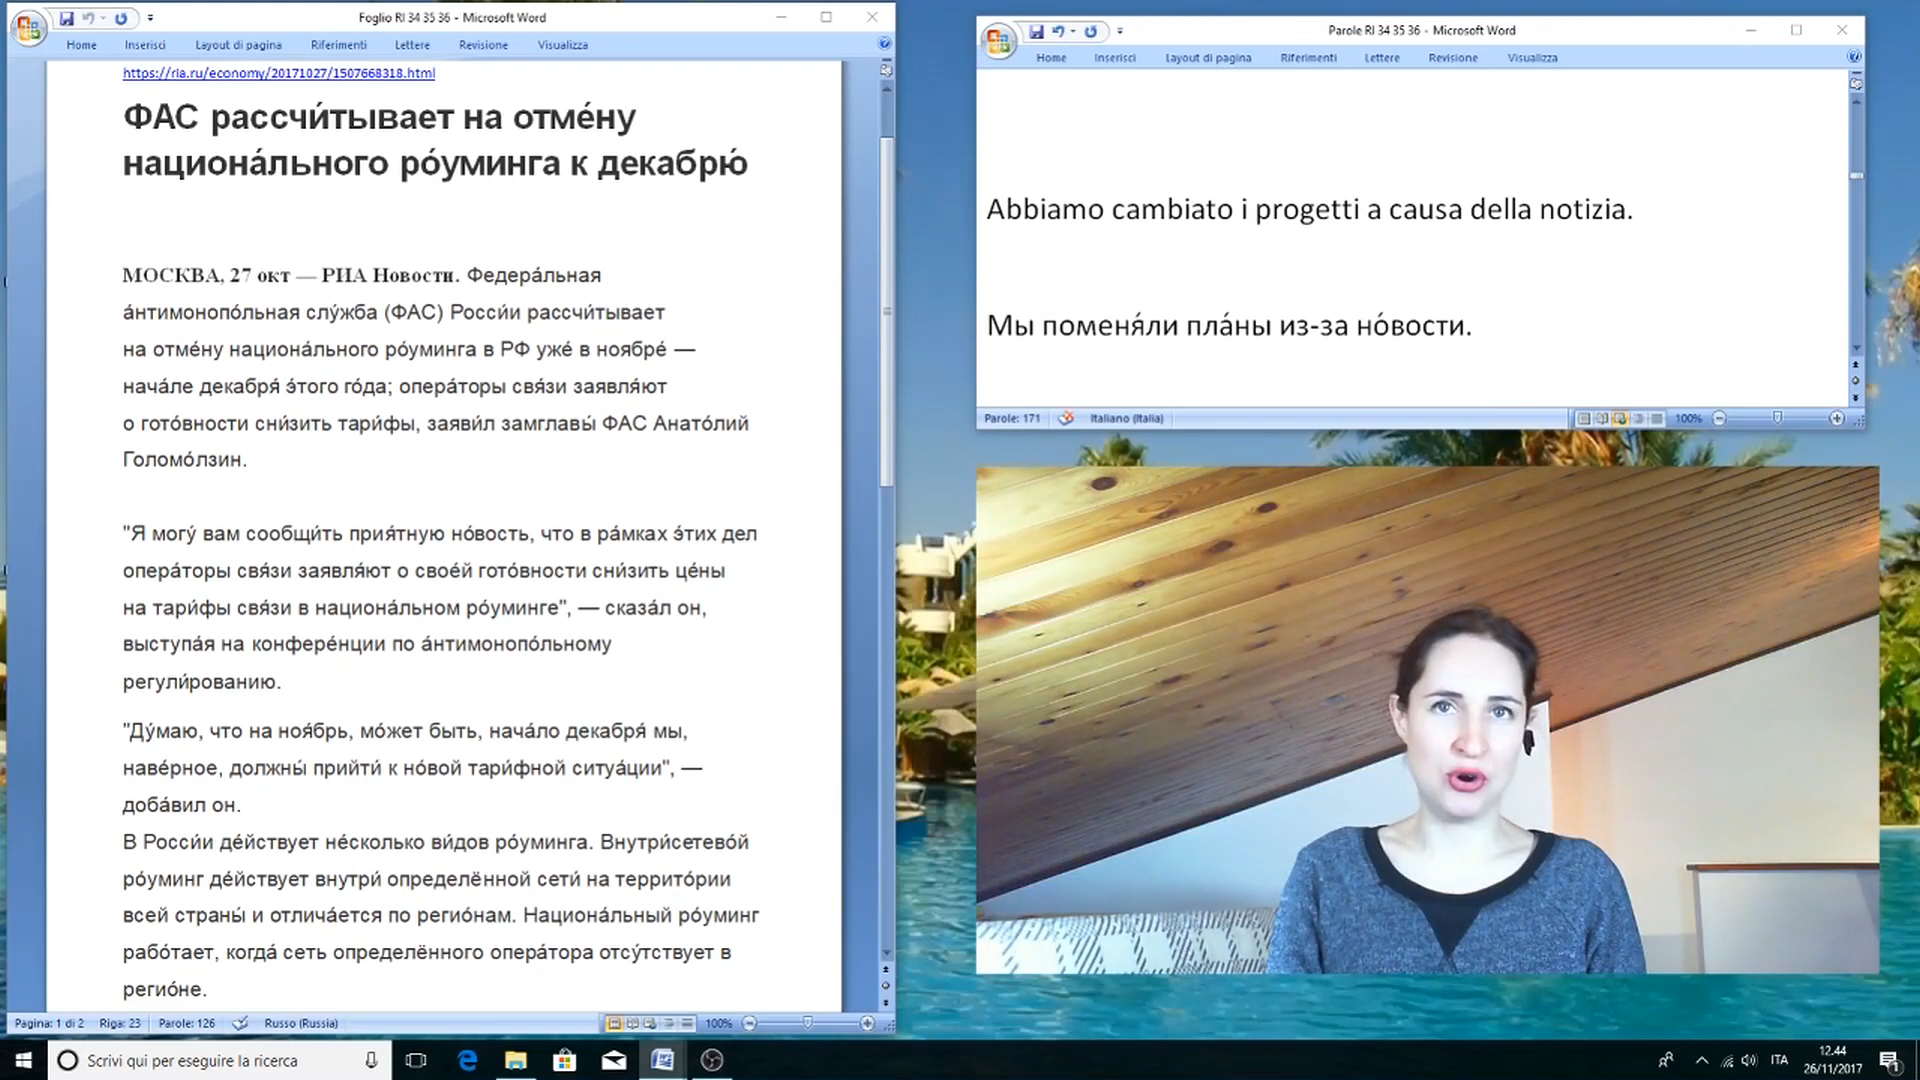 Foglio RI 34 35 36 - Microsoft Word
Home Inserisci Layout di pagina Riferimenti Lettere Revisione Visualizza
https://ria.ru/economy/20171027/1507668318.html
ФАС рассчи́тывает на отме́ну
национа́льного ро́уминга к декабрю́
МОСКВА, 27 окт — РИА Новости. Федера́льная
а́нтимонопо́льная слу́жба (ФАС) Росси́и рассчи́тывает
на отме́ну национа́льного ро́уминга в РФ уже́ в ноябре́ —
нача́ле декабря́ э́того го́да; опера́торы свя́зи заявля́ют
о гото́вности сни́зить тари́фы, заяви́л замглавы́ ФАС Анато́лий
Голомо́лзин.
"Я могу́ вам сообщи́ть прия́тную но́вость, что в ра́мках э́тих дел
опера́торы свя́зи заявля́ют о свое́й гото́вности сни́зить це́ны
на тари́фы свя́зи в национа́льном ро́уминге", — сказа́л он,
выступа́я на конфере́нции по а́нтимонопо́льному
регули́рованию.
"Ду́маю, что на ноя́брь, мо́жет быть, нача́ло декабря́ мы,
наве́рное, должны́ прийти́ к но́вой тари́фной ситуа́ции", —
доба́вил он.
В Росси́и де́йствует не́сколько ви́дов ро́уминга. Внутри́сетево́й
ро́уминг де́йствует внутри́ определённой сети́ на террито́рии
всей страны́ и отлича́ется по регио́нам. Национа́льный ро́уминг
рабо́тает, когда́ сеть определённого опера́тора отсу́тствует в
регио́не.
Pagina: 1 di 2 Riga: 23 Parole: 126 Russo (Russia) 100%
Parole RI 34 35 36 - Microsoft Word
Home Inserisci Layout di pagina Riferimenti Lettere Revisione Visualizza
Abbiamo cambiato i progetti a causa della notizia.
Мы поменя́ли пла́ны из-за но́вости.
Parole: 171 Italiano (Italia) 100%
Scrivi qui per eseguire la ricerca
ITA
12.44
26/11/2017
1